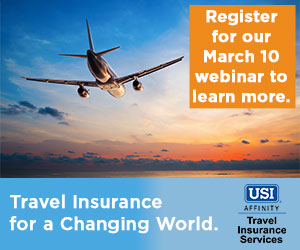 Register
for our
March 10
webinar to
learn more.
Travel Insurance
for a Changing World.
USI
AFFINITY
Travel
Insurance
Services